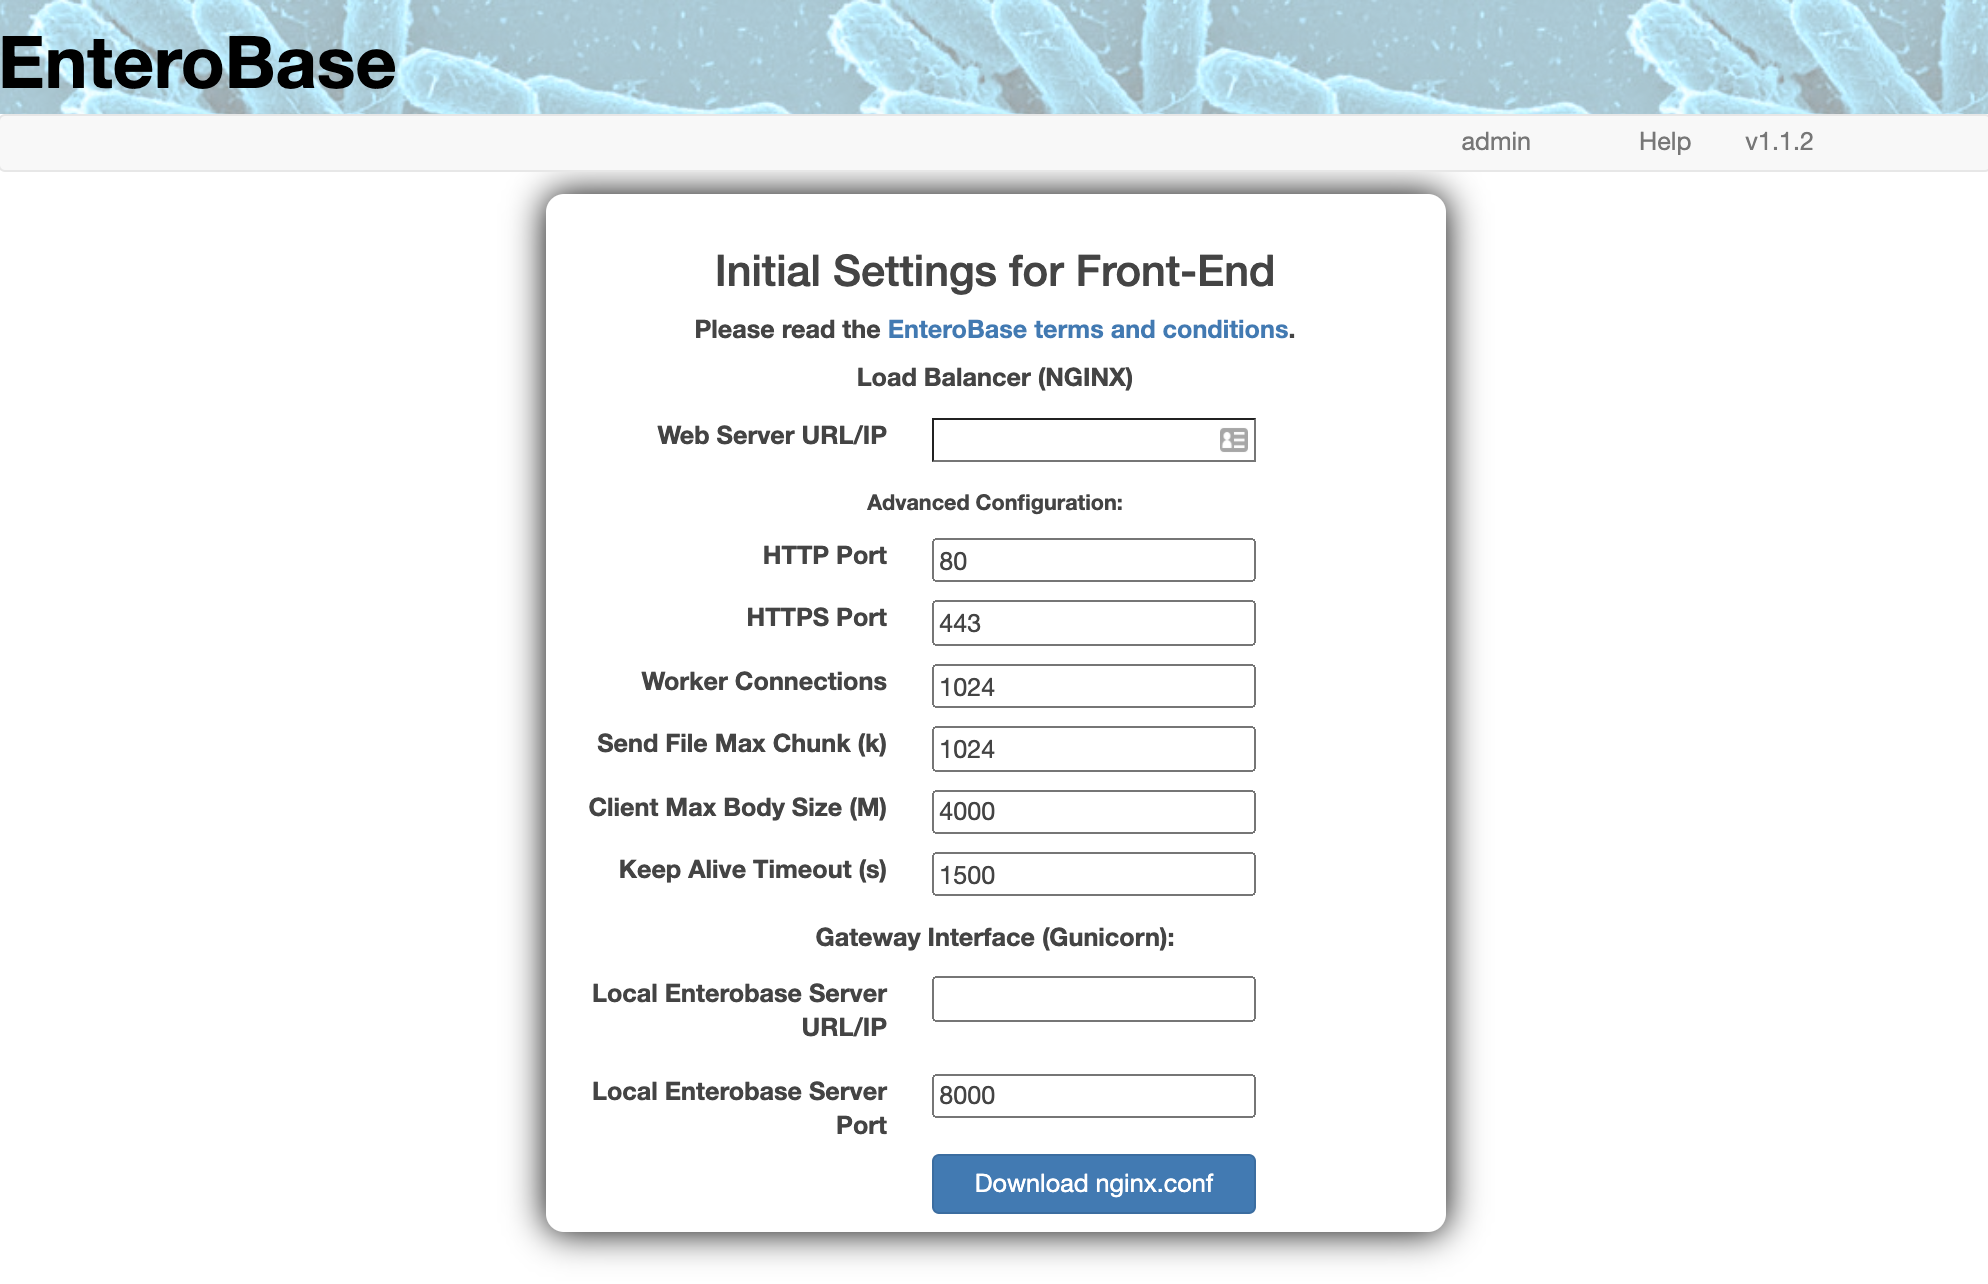 EnteroBase
admin Help v1.1.2
Initial Settings for Front-End
Please read the EnteroBase terms and conditions.
Load Balancer (NGINX)
Web Server URL/IP
Advanced Configuration:
HTTP Port 80
HTTPS Port 443
Worker Connections 1024
Send File Max Chunk (k) 1024
Client Max Body Size (M) 4000
Keep Alive Timeout (s) 1500
Gateway Interface (Gunicorn):
Local Enterobase Server
URL/IP
Local Enterobase Server 8000
Port
Download nginx.conf